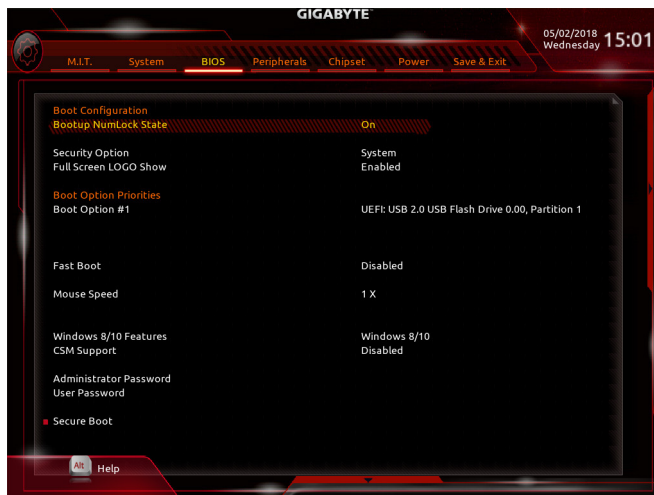 GIGABYTE™
05/02/2018
Wednesday
15:01
M.I.T. System BIOS Peripherals Chipset Power Save & Exit
Boot Configuration
Bootup NumLock State On
Security Option System
Full Screen LOGO Show Enabled
Boot Option Priorities
Boot Option #1 UEFI: USB 2.0 USB Flash Drive 0.00, Partition 1
Fast Boot Disabled
Mouse Speed 1 X
Windows 8/10 Features Windows 8/10
CSM Support Disabled
Administrator Password
User Password
Secure Boot
Alt Help